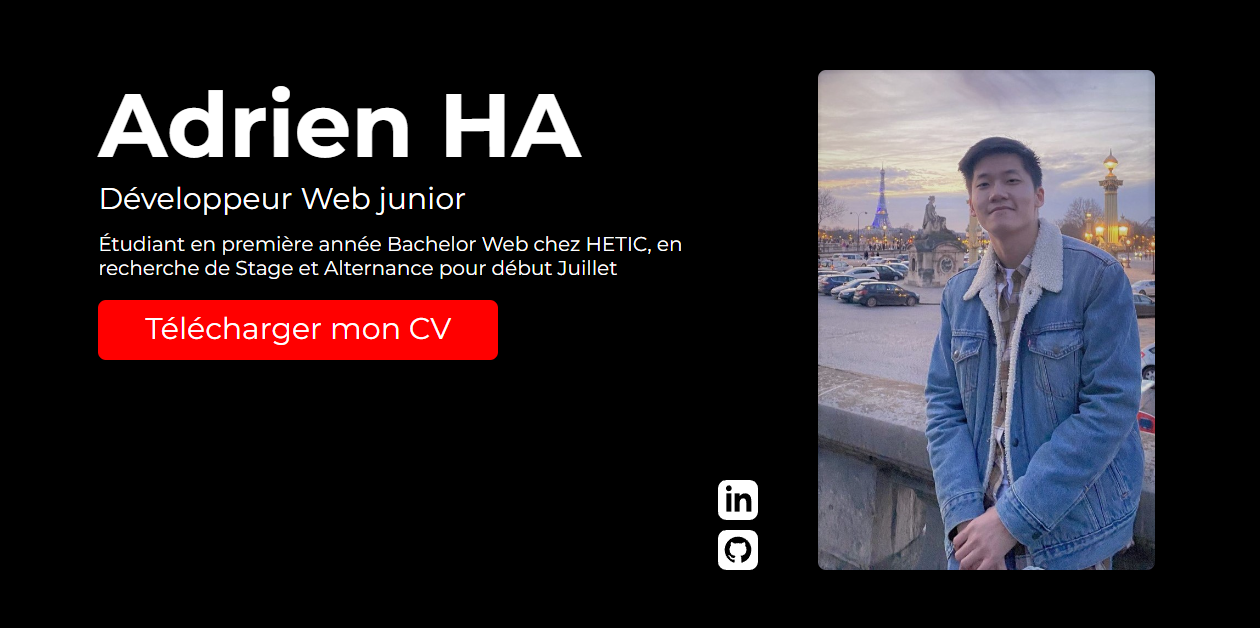 Adrien HA
Développeur Web junior
Étudiant en première année Bachelor Web chez HETIC, en
recherche de Stage et Alternance pour début Juillet
Télécharger mon CV
in